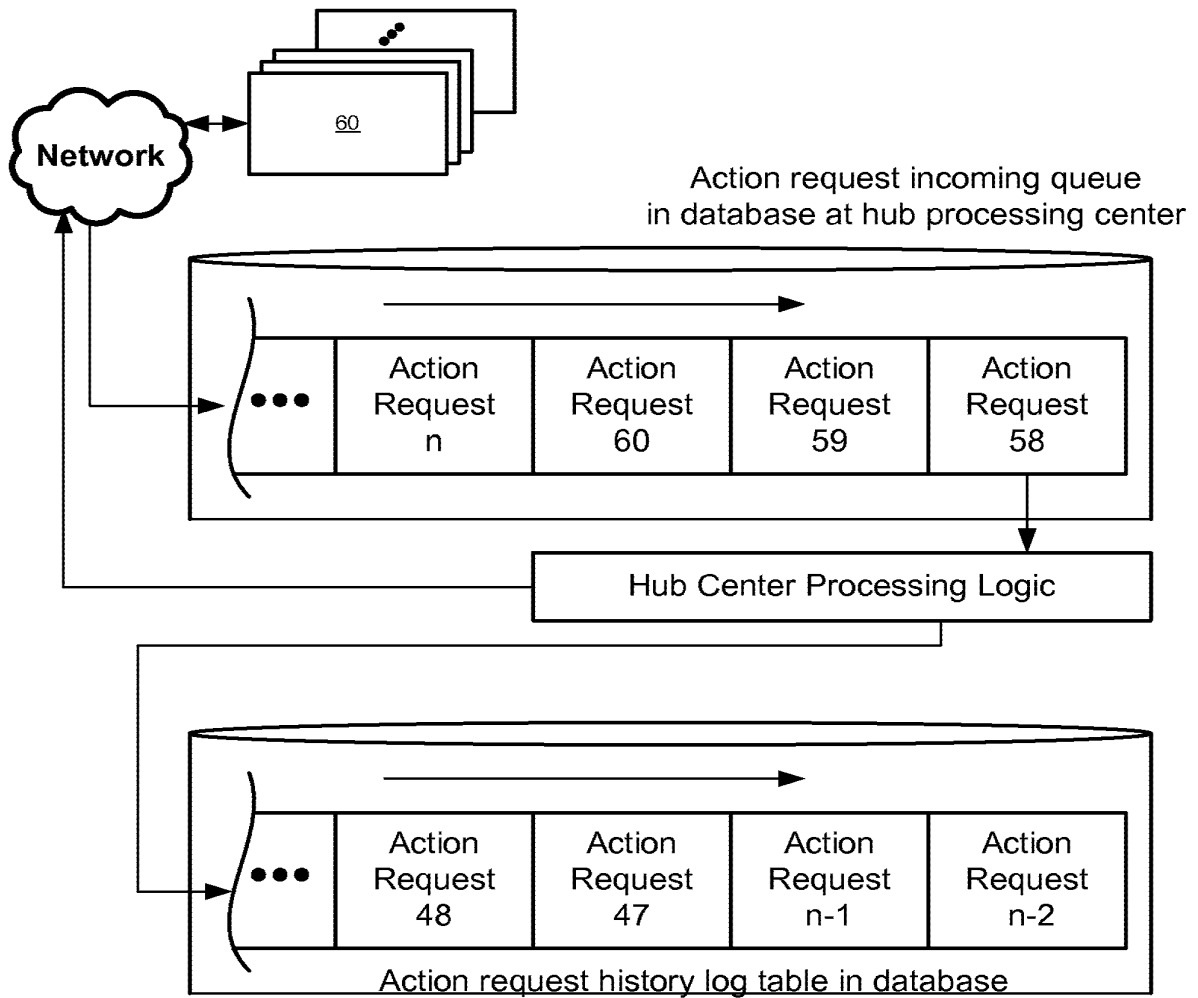 60
Network
Action request incoming queue
in database at hub processing center
Action
Request
n
Action
Request
60
Action
Request
59
Action
Request
58
Hub Center Processing Logic
Action
Request
48
Action
Request
47
Action
Request
n-1
Action
Request
n-2
Action request history log table in database